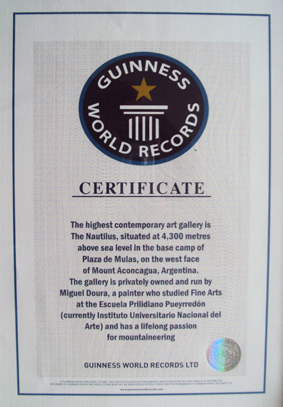 GUINNESS
WORLD RECORDS
CERTIFICATE
The highest contemporary art gallery is
The Nautilus, situated at 4,300 metres
above sea level in the base camp of
Plaza de Mulas, on the west face
of Mount Aconcagua, Argentina.
The gallery is privately owned and run by
Miguel Doura, a painter who studied Fine Arts
at the Escuela Prilidiano Pueyrredón
(currently Instituto Universitario Nacional del
Arte) and has a lifelong passion
for mountaineering
GUINNESS WORLD RECORDS LTD